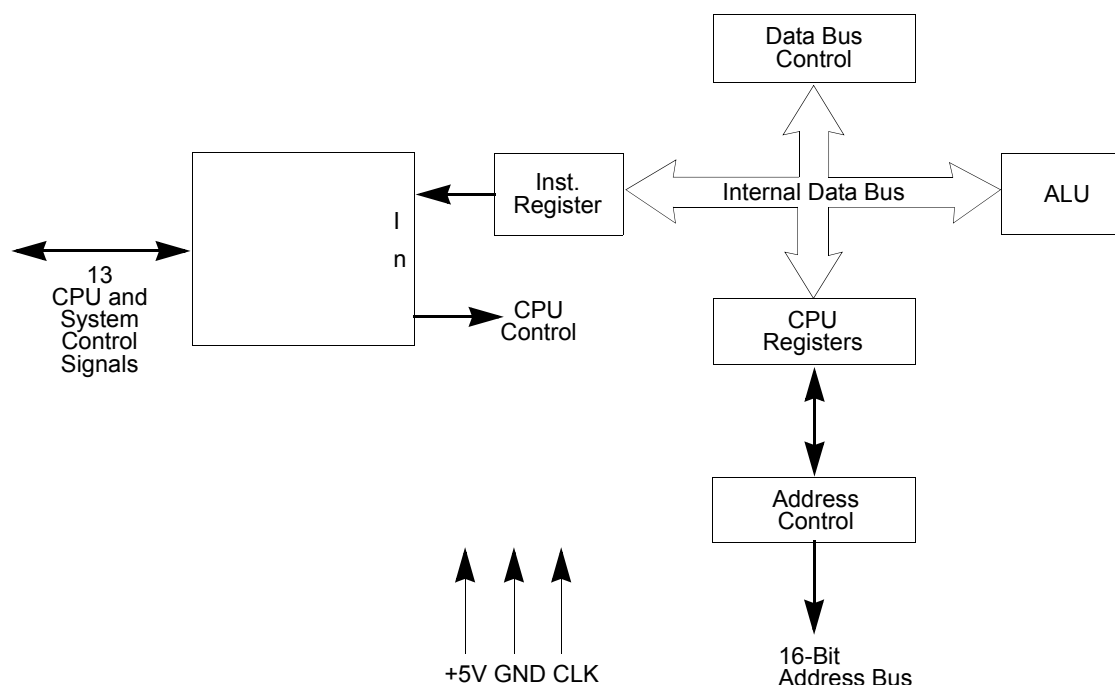 Data Bus
Control
Inst.
Register
Internal Data Bus
ALU
I
n
13
CPU and
System
Control
Signals
CPU
Control
CPU
Registers
Address
Control
+5V GND CLK
16-Bit
Address Bus